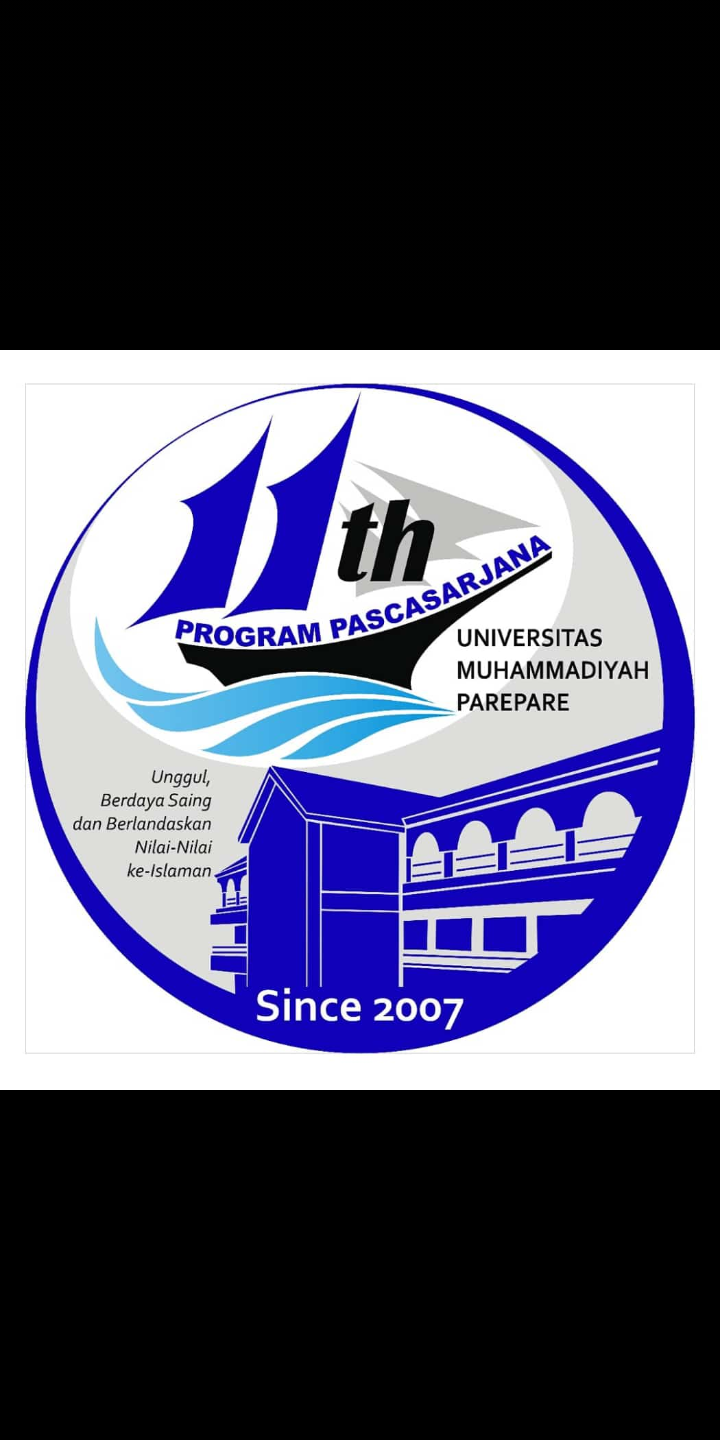 11th
PROGRAM PASCASARJANA
UNIVERSITAS
MUHAMMADIYAH
PAREPARE
Unggul,
Berdaya Saing
dan Berlandaskan
Nilai-Nilai
ke-Islaman
Since 2007